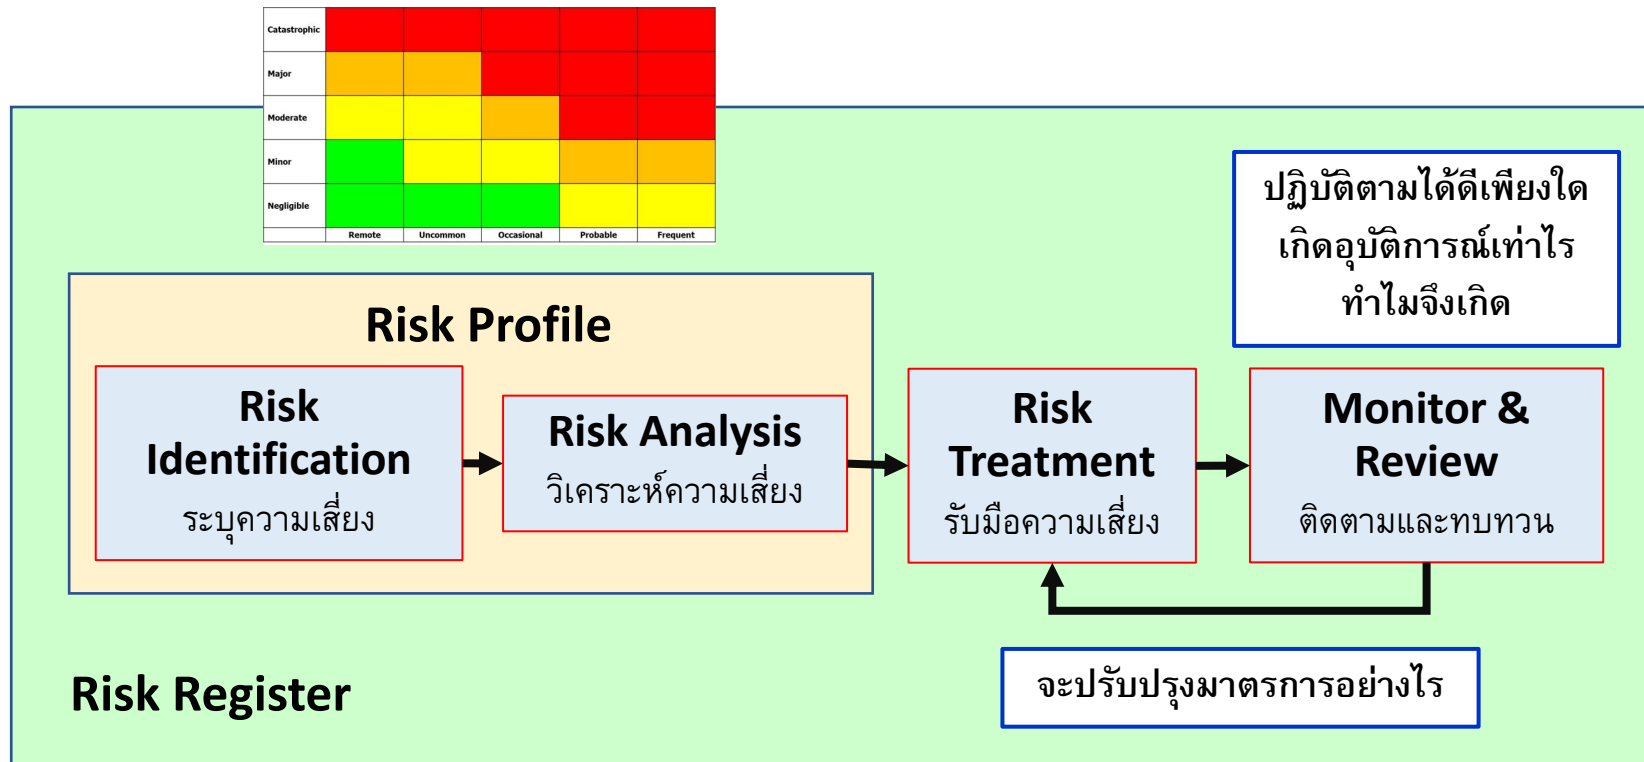 Catastrophic
Major
Moderate
Minor
Negligible
Remote Uncommon Occasional Probable Frequent
ปฏิบัติตามได้ดีเพียงใด
เกิดอุบัติการณ์เท่าไร
ทำไมจึงเกิด
Risk Profile
Risk
Identification
ระบุความเสี่ยง
Risk Analysis
วิเคราะห์ความเสี่ยง
Risk
Treatment
รับมือความเสี่ยง
Monitor &
Review
ติดตามและทบทวน
จะปรับปรุงมาตรการอย่างไร
Risk Register